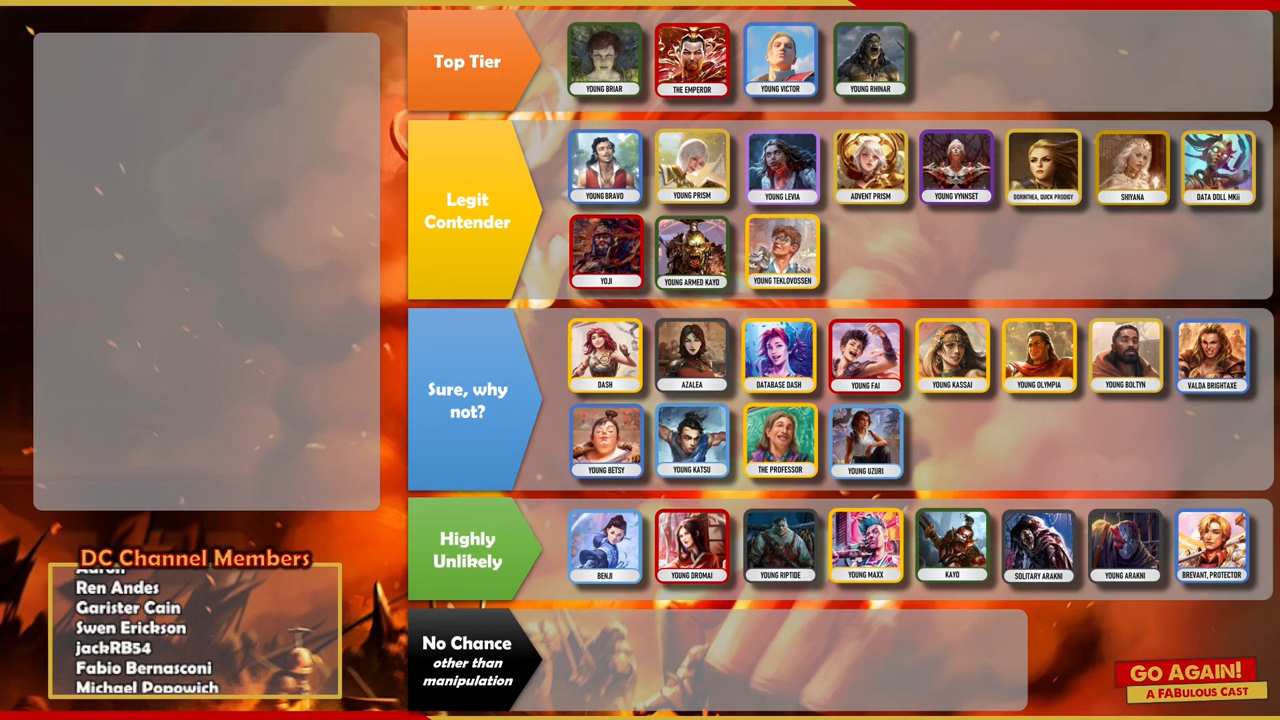 Top Tier
YOUNG BRIAR
THE EMPEROR
YOUNG VICTOR
YOUNG RHINAR
Legit
Contender
YOUNG BRAVO
YOUNG PRISM
YOUNG LEVIA
ADVENT PRISM
YOUNG VYNNSET
DORINTHEA, QUICK PRODIGY
SHIYANA
DATA DOLL MKii
YOJI
YOUNG ARMED KAYO
YOUNG TEKLOVOSSEN
Sure, why
not?
DASH
AZALEA
DATABASE DASH
YOUNG FAI
YOUNG KASSAI
YOUNG OLYMPIA
YOUNG BOLTYN
VALDA BRIGHTAXE
YOUNG BETSY
YOUNG KATSU
THE PROFESSOR
YOUNG UZURI
Highly
Unlikely
BENJI
YOUNG DROMAI
YOUNG RIPTIDE
YOUNG MAXX
KAYO
SOLITARY ARAKNI
YOUNG ARAKNI
BREVANT, PROTECTOR
No Chance
other than
manipulation
DC Channel Members
Aaron
Ren Andes
Garister Cain
Swen Erickson
jackRB54
Fabio Bernasconi
Michael Popowich
GO AGAIN!
A FABULOUS CAST